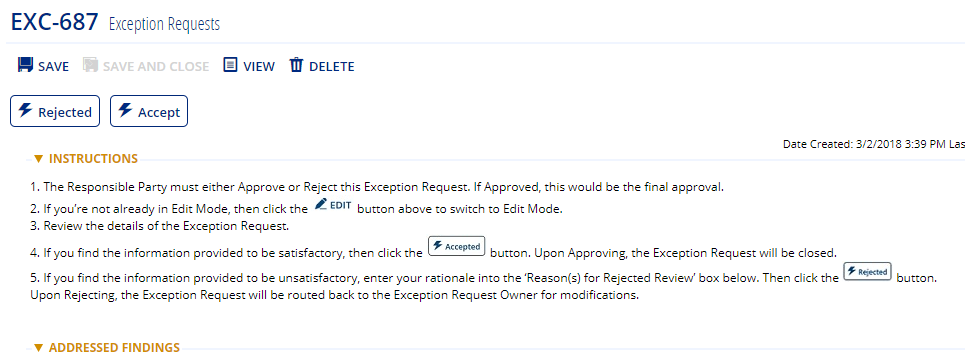 EXC-687 Exception Requests
SAVE SAVE AND CLOSE VIEW DELETE
Rejected Accept
Date Created: 3/2/2018 3:39 PM Las
▼ INSTRUCTIONS
1. The Responsible Party must either Approve or Reject this Exception Request. If Approved, this would be the final approval.
2. If you’re not already in Edit Mode, then click the EDIT button above to switch to Edit Mode.
3. Review the details of the Exception Request.
4. If you find the information provided to be satisfactory, then click the Accepted button. Upon Approving, the Exception Request will be closed.
5. If you find the information provided to be unsatisfactory, enter your rationale into the ‘Reason(s) for Rejected Review’ box below. Then click the Rejected button.
Upon Rejecting, the Exception Request will be routed back to the Exception Request Owner for modifications.
▼ ADDRESSED FINDINGS